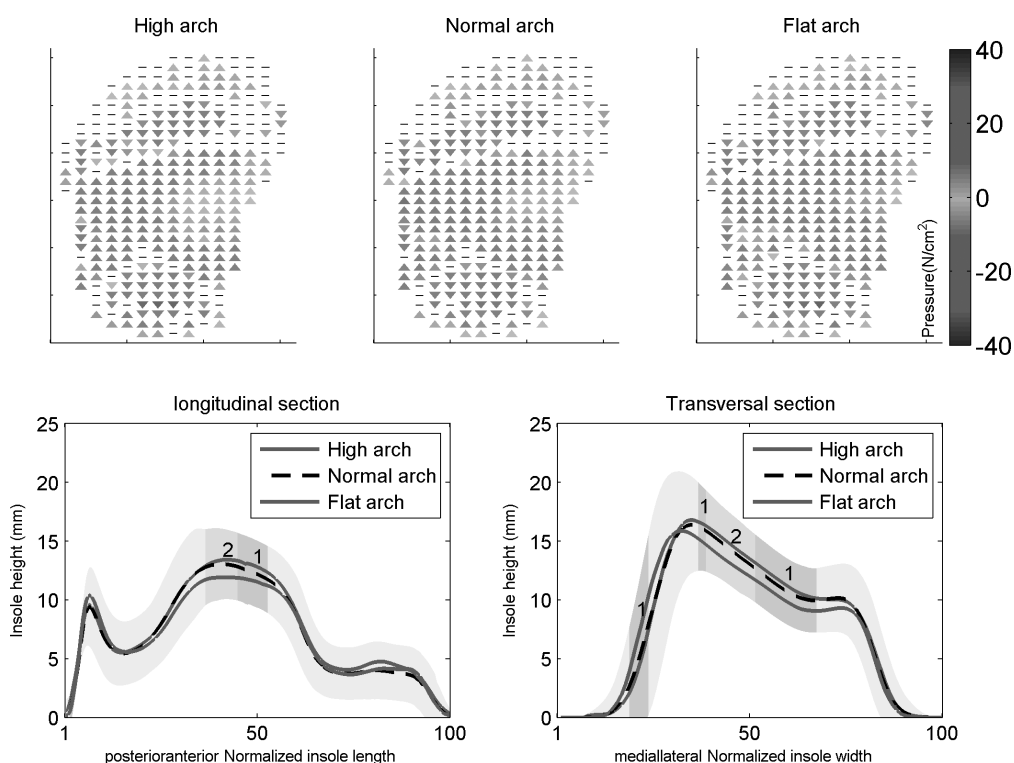 High arch
Normal arch
Flat arch
40
20
0
-20
-40
Pressure(N/cm²)
longitudinal section
25
20
15
10
5
0
Insole height (mm)
High arch
Normal arch
Flat arch
2
1
1
50
100
posterioranterior Normalized insole length
Transversal section
25
20
15
10
5
0
Insole height (mm)
High arch
Normal arch
Flat arch
1
2
1
1
1
50
100
mediallateral Normalized insole width